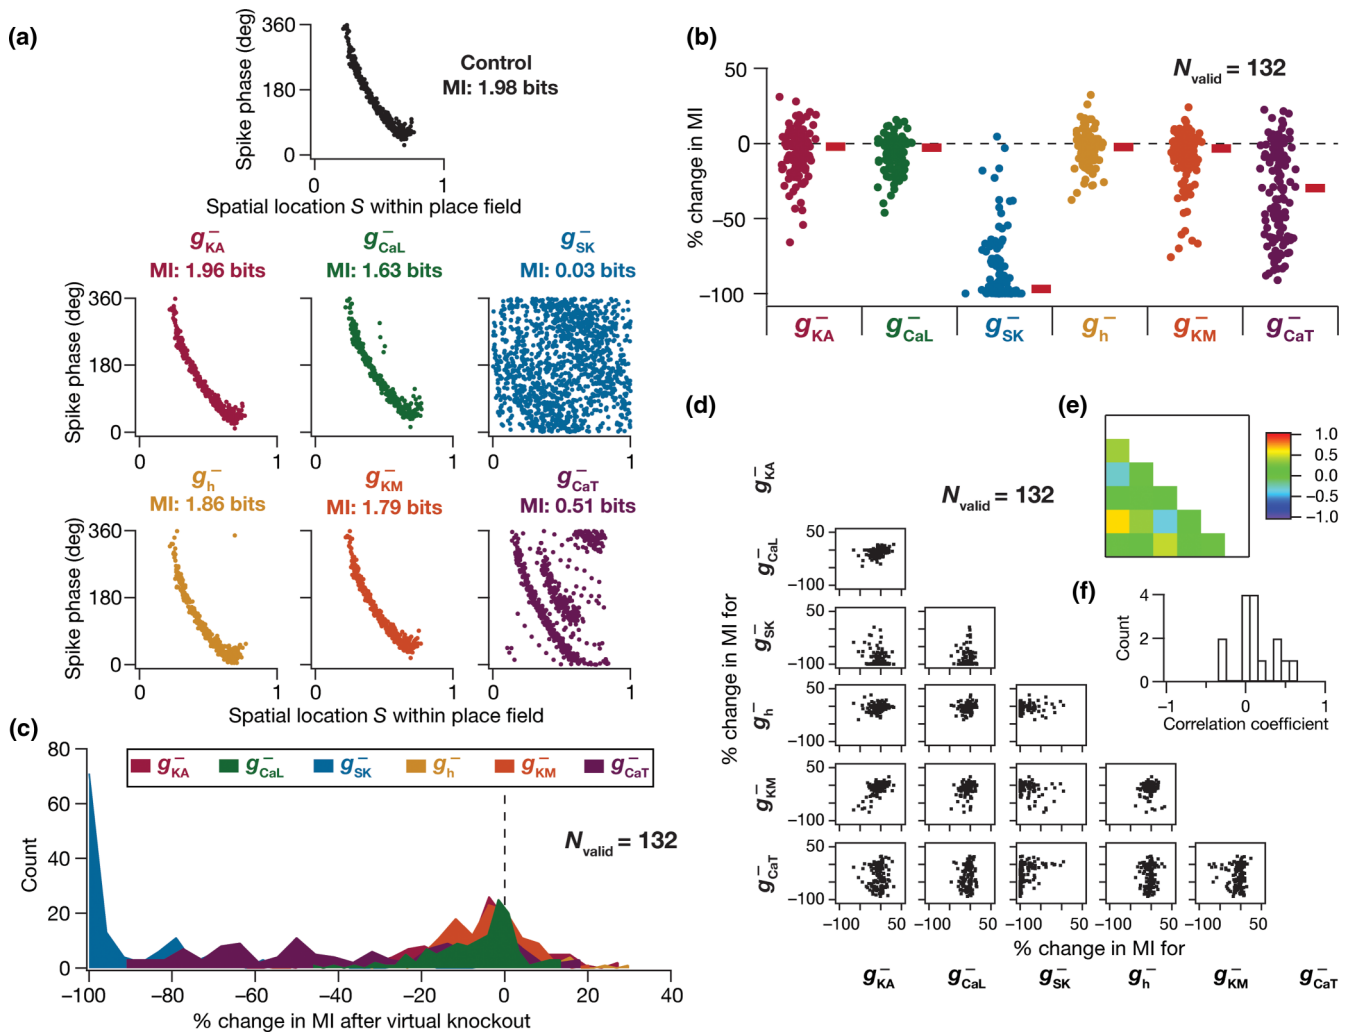 (a)
Spike phase (deg)
360
180
0
0
1
Control
MI: 1.98 bits
Spatial location S within place field
g⁻KA
MI: 1.96 bits
g⁻CaL
MI: 1.63 bits
g⁻SK
MI: 0.03 bits
Spike phase (deg)
360
180
0
0
1
0
1
0
1
g⁻h
MI: 1.86 bits
g⁻KM
MI: 1.79 bits
g⁻CaT
MI: 0.51 bits
Spike phase (deg)
360
180
0
0
1
0
1
0
1
Spatial location S within place field
(b)
% change in MI
50
0
−50
−100
Nvalid = 132
g⁻KA
g⁻CaL
g⁻SK
g⁻h
g⁻KM
g⁻CaT
(c)
Count
80
60
40
20
0
g⁻KA
g⁻CaL
g⁻SK
g⁻h
g⁻KM
g⁻CaT
Nvalid = 132
−100
−80
−60
−40
−20
0
20
40
% change in MI after virtual knockout
(d)
Nvalid = 132
% change in MI for
g⁻KA
g⁻CaL
50
−100
g⁻SK
50
−100
g⁻h
50
−100
g⁻KM
50
−100
g⁻CaT
50
−100
−100
50
−100
50
−100
50
−100
50
−100
50
% change in MI for
g⁻KA
g⁻CaL
g⁻SK
g⁻h
g⁻KM
g⁻CaT
(e)
1.0
0.5
0.0
−0.5
−1.0
(f)
Count
4
2
0
−1
0
1
Correlation coefficient